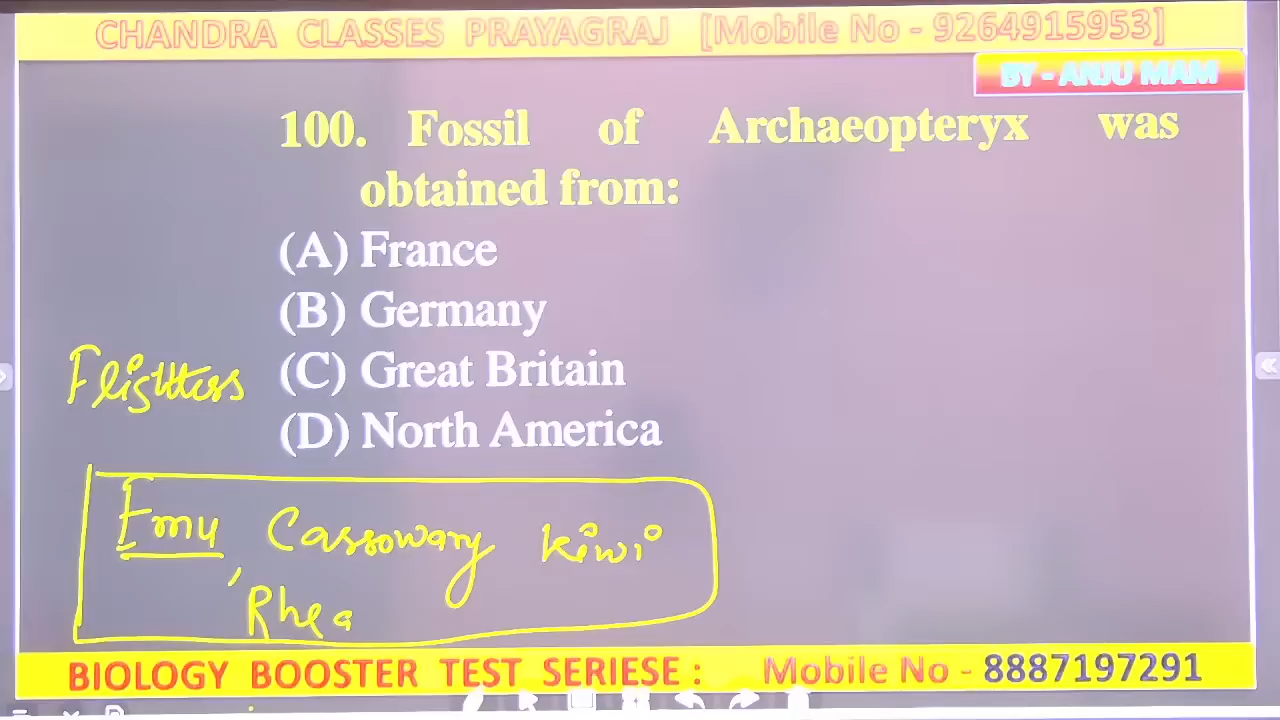 CHANDRA CLASSES PRAYAGRAJ [Mobile No - 9264915953]
BY - ANJU MAM
100. Fossil of Archaeopteryx was
obtained from:
(A) France
(B) Germany
(C) Great Britain
(D) North America
Emu Cassowary kiwi
, Rhea
BIOLOGY BOOSTER TEST SERIESE : Mobile No - 8887197291